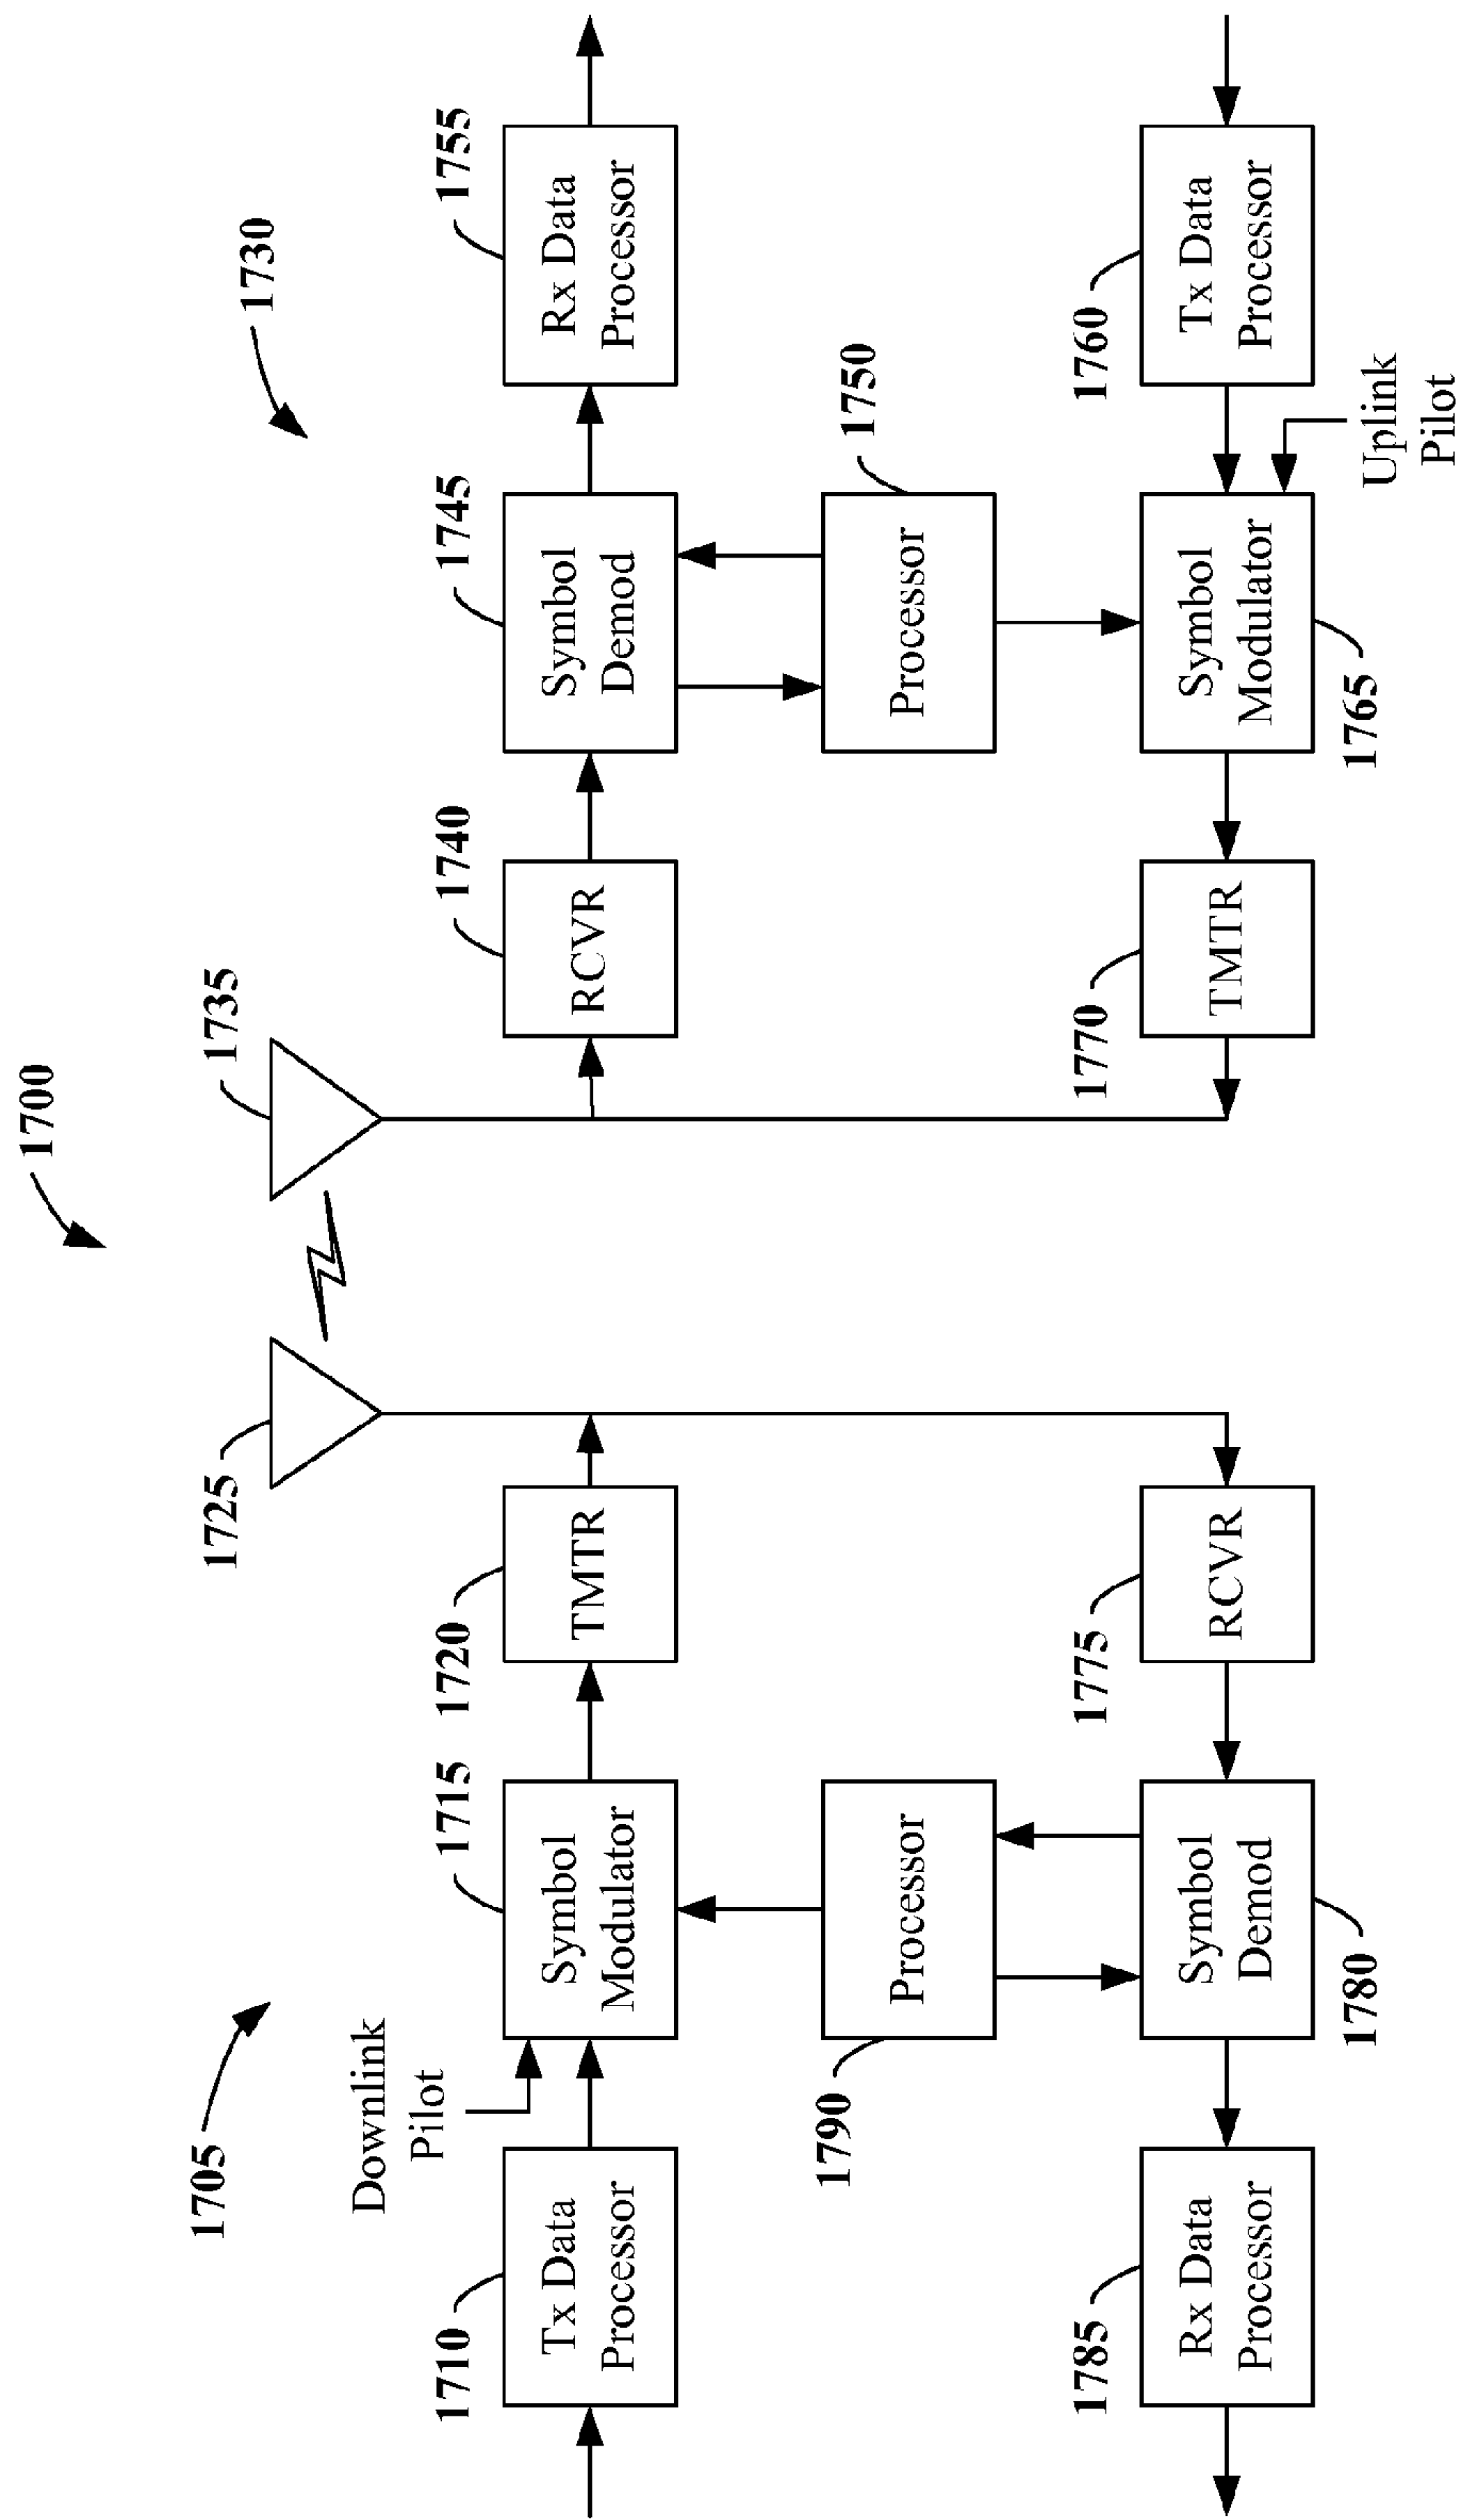 1700
1705
1730
1725
1735
Downlink
Pilot
1710
1715
1720
1740
1745
1755
Tx Data
Processor
Symbol
Modulator
TMTR
RCVR
Symbol
Demod
Rx Data
Processor
1790
1750
Processor
Processor
1785
1775
1770
1760
Rx Data
Processor
Symbol
Demod
RCVR
TMTR
Symbol
Modulator
Tx Data
Processor
1780
1765
Uplink
Pilot